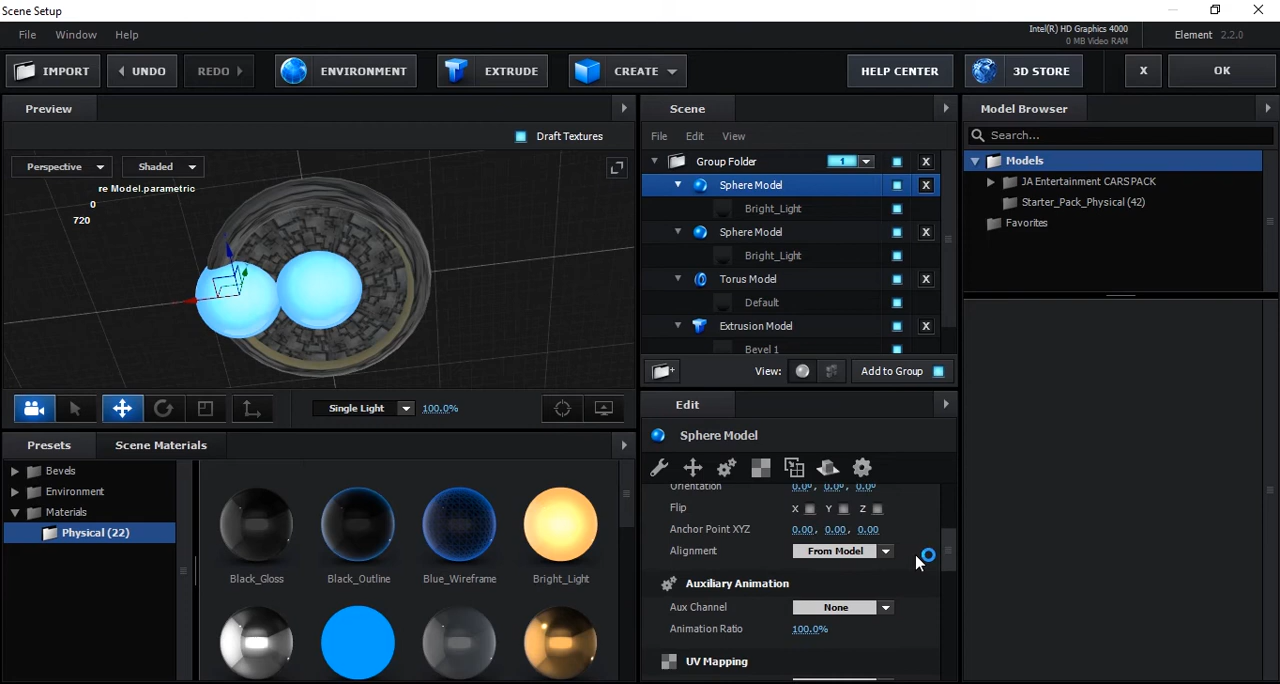 Scene Setup
File Window Help
Intel(R) HD Graphics 4000
0 MB Video RAM
Element 2.2.0
IMPORT UNDO REDO ENVIRONMENT EXTRUDE CREATE HELP CENTER 3D STORE X OK
Preview
Draft Textures
Perspective Shaded
re Model.parametric
0
720
Single Light 100.0%
Presets Scene Materials
Bevels
Environment
Materials
Physical (22)
Black_Gloss Black_Outline Blue_Wireframe Bright_Light
Scene
File Edit View
Group Folder 1 X
Sphere Model X
Bright_Light
Sphere Model X
Bright_Light
Torus Model X
Default
Extrusion Model X
Bevel 1
View: Add to Group
Edit
Sphere Model
Orientation 0.0°, 0.0°, 0.0°
Flip X Y Z
Anchor Point XYZ 0.00, 0.00, 0.00
Alignment From Model
Auxiliary Animation
Aux Channel None
Animation Ratio 100.0%
UV Mapping
Model Browser
Search...
Models
JA Entertainment CARSPACK
Starter_Pack_Physical (42)
Favorites